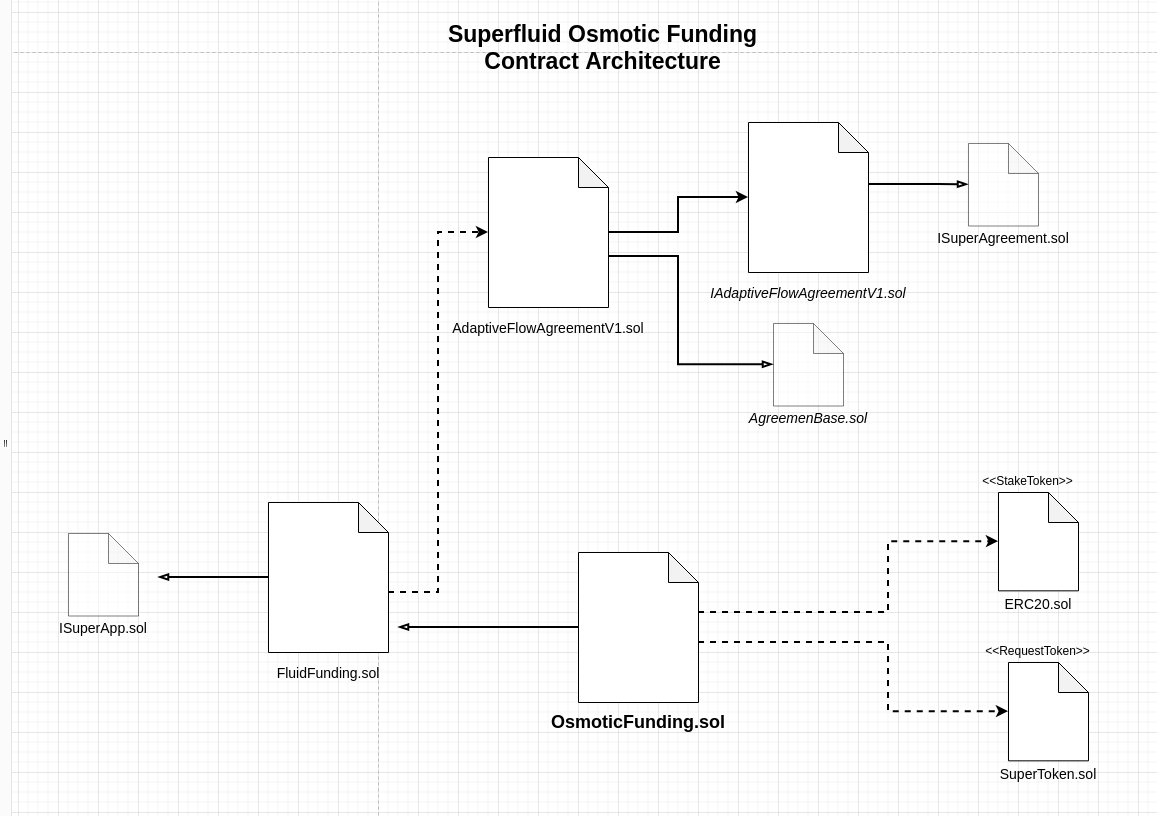 Superfluid Osmotic Funding
Contract Architecture
ISuperAgreement.sol
IAdaptiveFlowAgreementV1.sol
AdaptiveFlowAgreementV1.sol
AgreemenBase.sol
<<StakeToken>>
ERC20.sol
ISuperApp.sol
<<RequestToken>>
FluidFunding.sol
OsmoticFunding.sol
SuperToken.sol